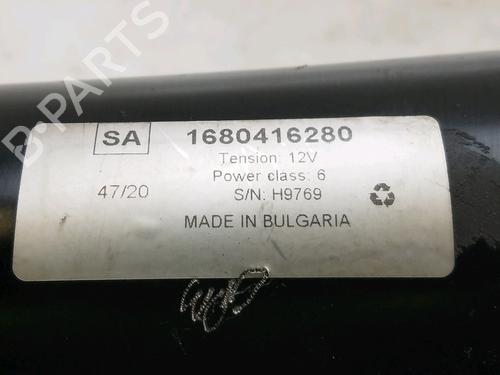 B-PARTS
SA 1680416280
Tension: 12V
Power class: 6
47/20 S/N: H9769
MADE IN BULGARIA